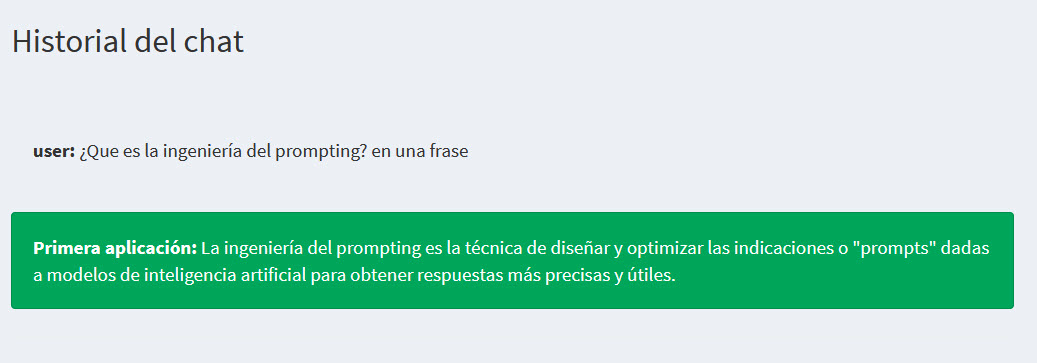 Historial del chat
user: ¿Que es la ingeniería del prompting? en una frase
Primera aplicación: La ingeniería del prompting es la técnica de diseñar y optimizar las indicaciones o "prompts" dadas
a modelos de inteligencia artificial para obtener respuestas más precisas y útiles.